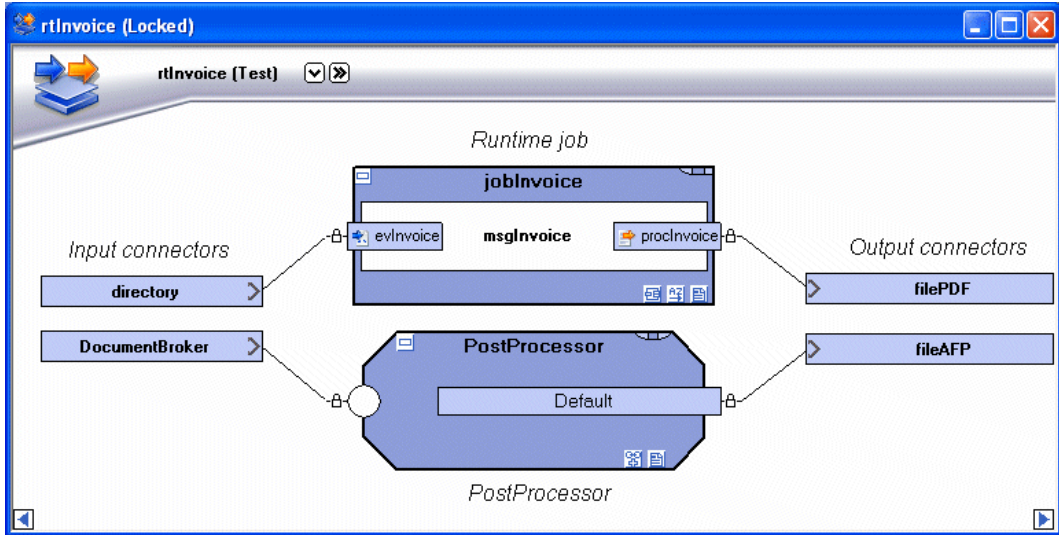 rtInvoice (Locked)
rtInvoice (Test)
Runtime job
jobInvoice
evInvoice
msgInvoice
procInvoice
Input connectors
Output connectors
directory
filePDF
DocumentBroker
PostProcessor
fileAFP
Default
PostProcessor